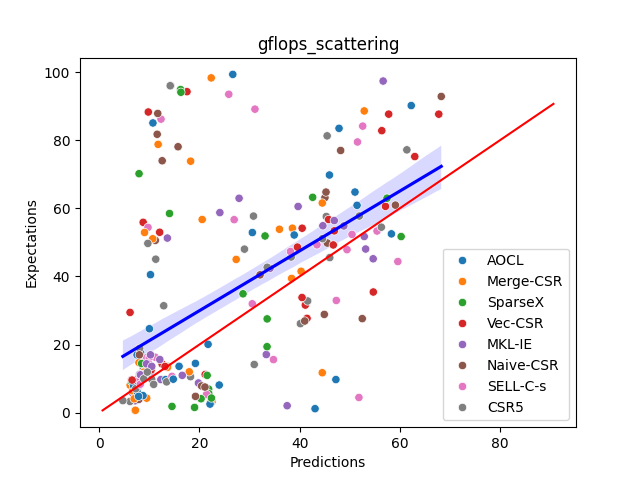 gflops_scattering
100
80
60
40
20
0
Expectations
0 20 40 60 80
Predictions
AOCL
Merge-CSR
SparseX
Vec-CSR
MKL-IE
Naive-CSR
SELL-C-s
CSR5